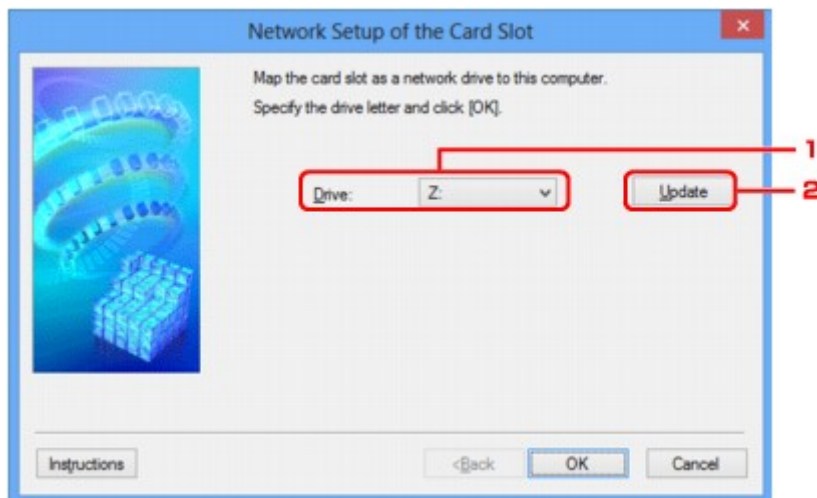 Network Setup of the Card Slot
Map the card slot as a network drive to this computer.
Specify the drive letter and click [OK].
1
Drive: Z: Update
2
Instructions <Back OK Cancel